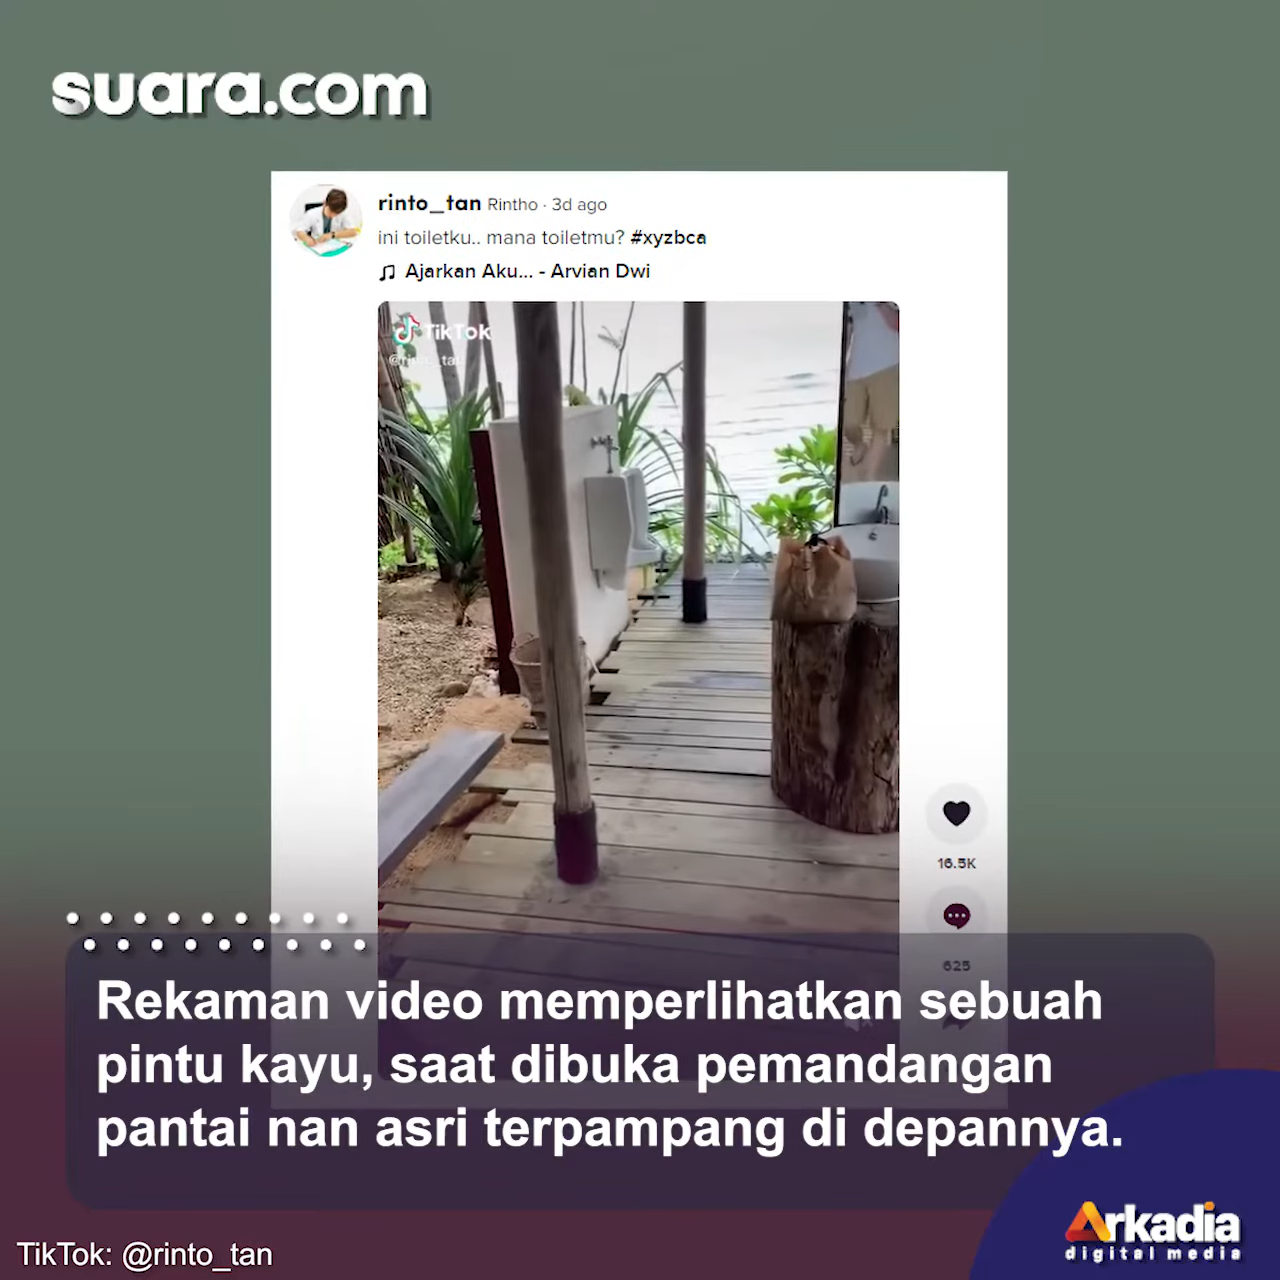 suara.com
rinto_tan Rintho · 3d ago
ini toiletku.. mana toiletmu? #xyzbca
Ajarkan Aku... - Arvian Dwi
TikTok
@rinto_tan
16.5K
625
Rekaman video memperlihatkan sebuah
pintu kayu, saat dibuka pemandangan
pantai nan asri terpampang di depannya.
TikTok: @rinto_tan
Arkadia
digital media